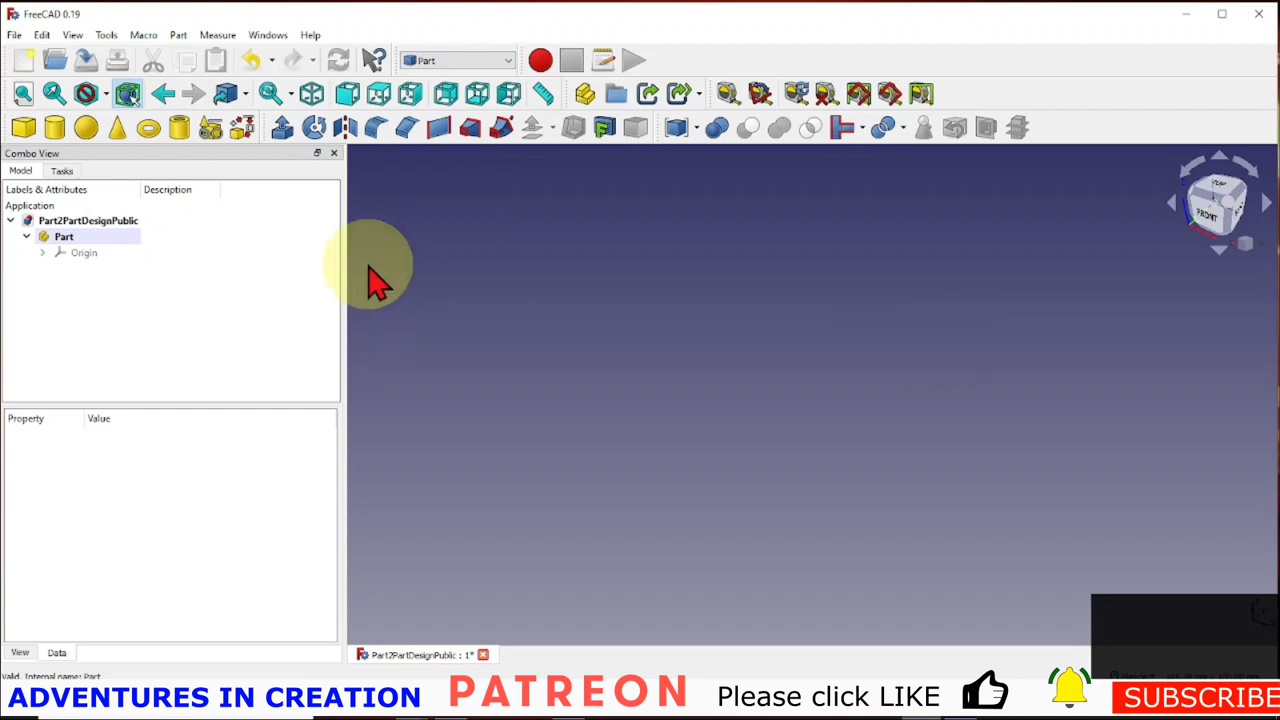 FreeCAD 0.19
File Edit View Tools Macro Part Measure Windows Help
Part
Combo View
Model Tasks
Labels & Attributes Description
Application
Part2PartDesignPublic
Part
Origin
TOP
FRONT
Property Value
View Data
Part2PartDesignPublic : 1*
Valid, Internal name: Part
ADVENTURES IN CREATION PATREON Please click LIKE SUBSCRIBE